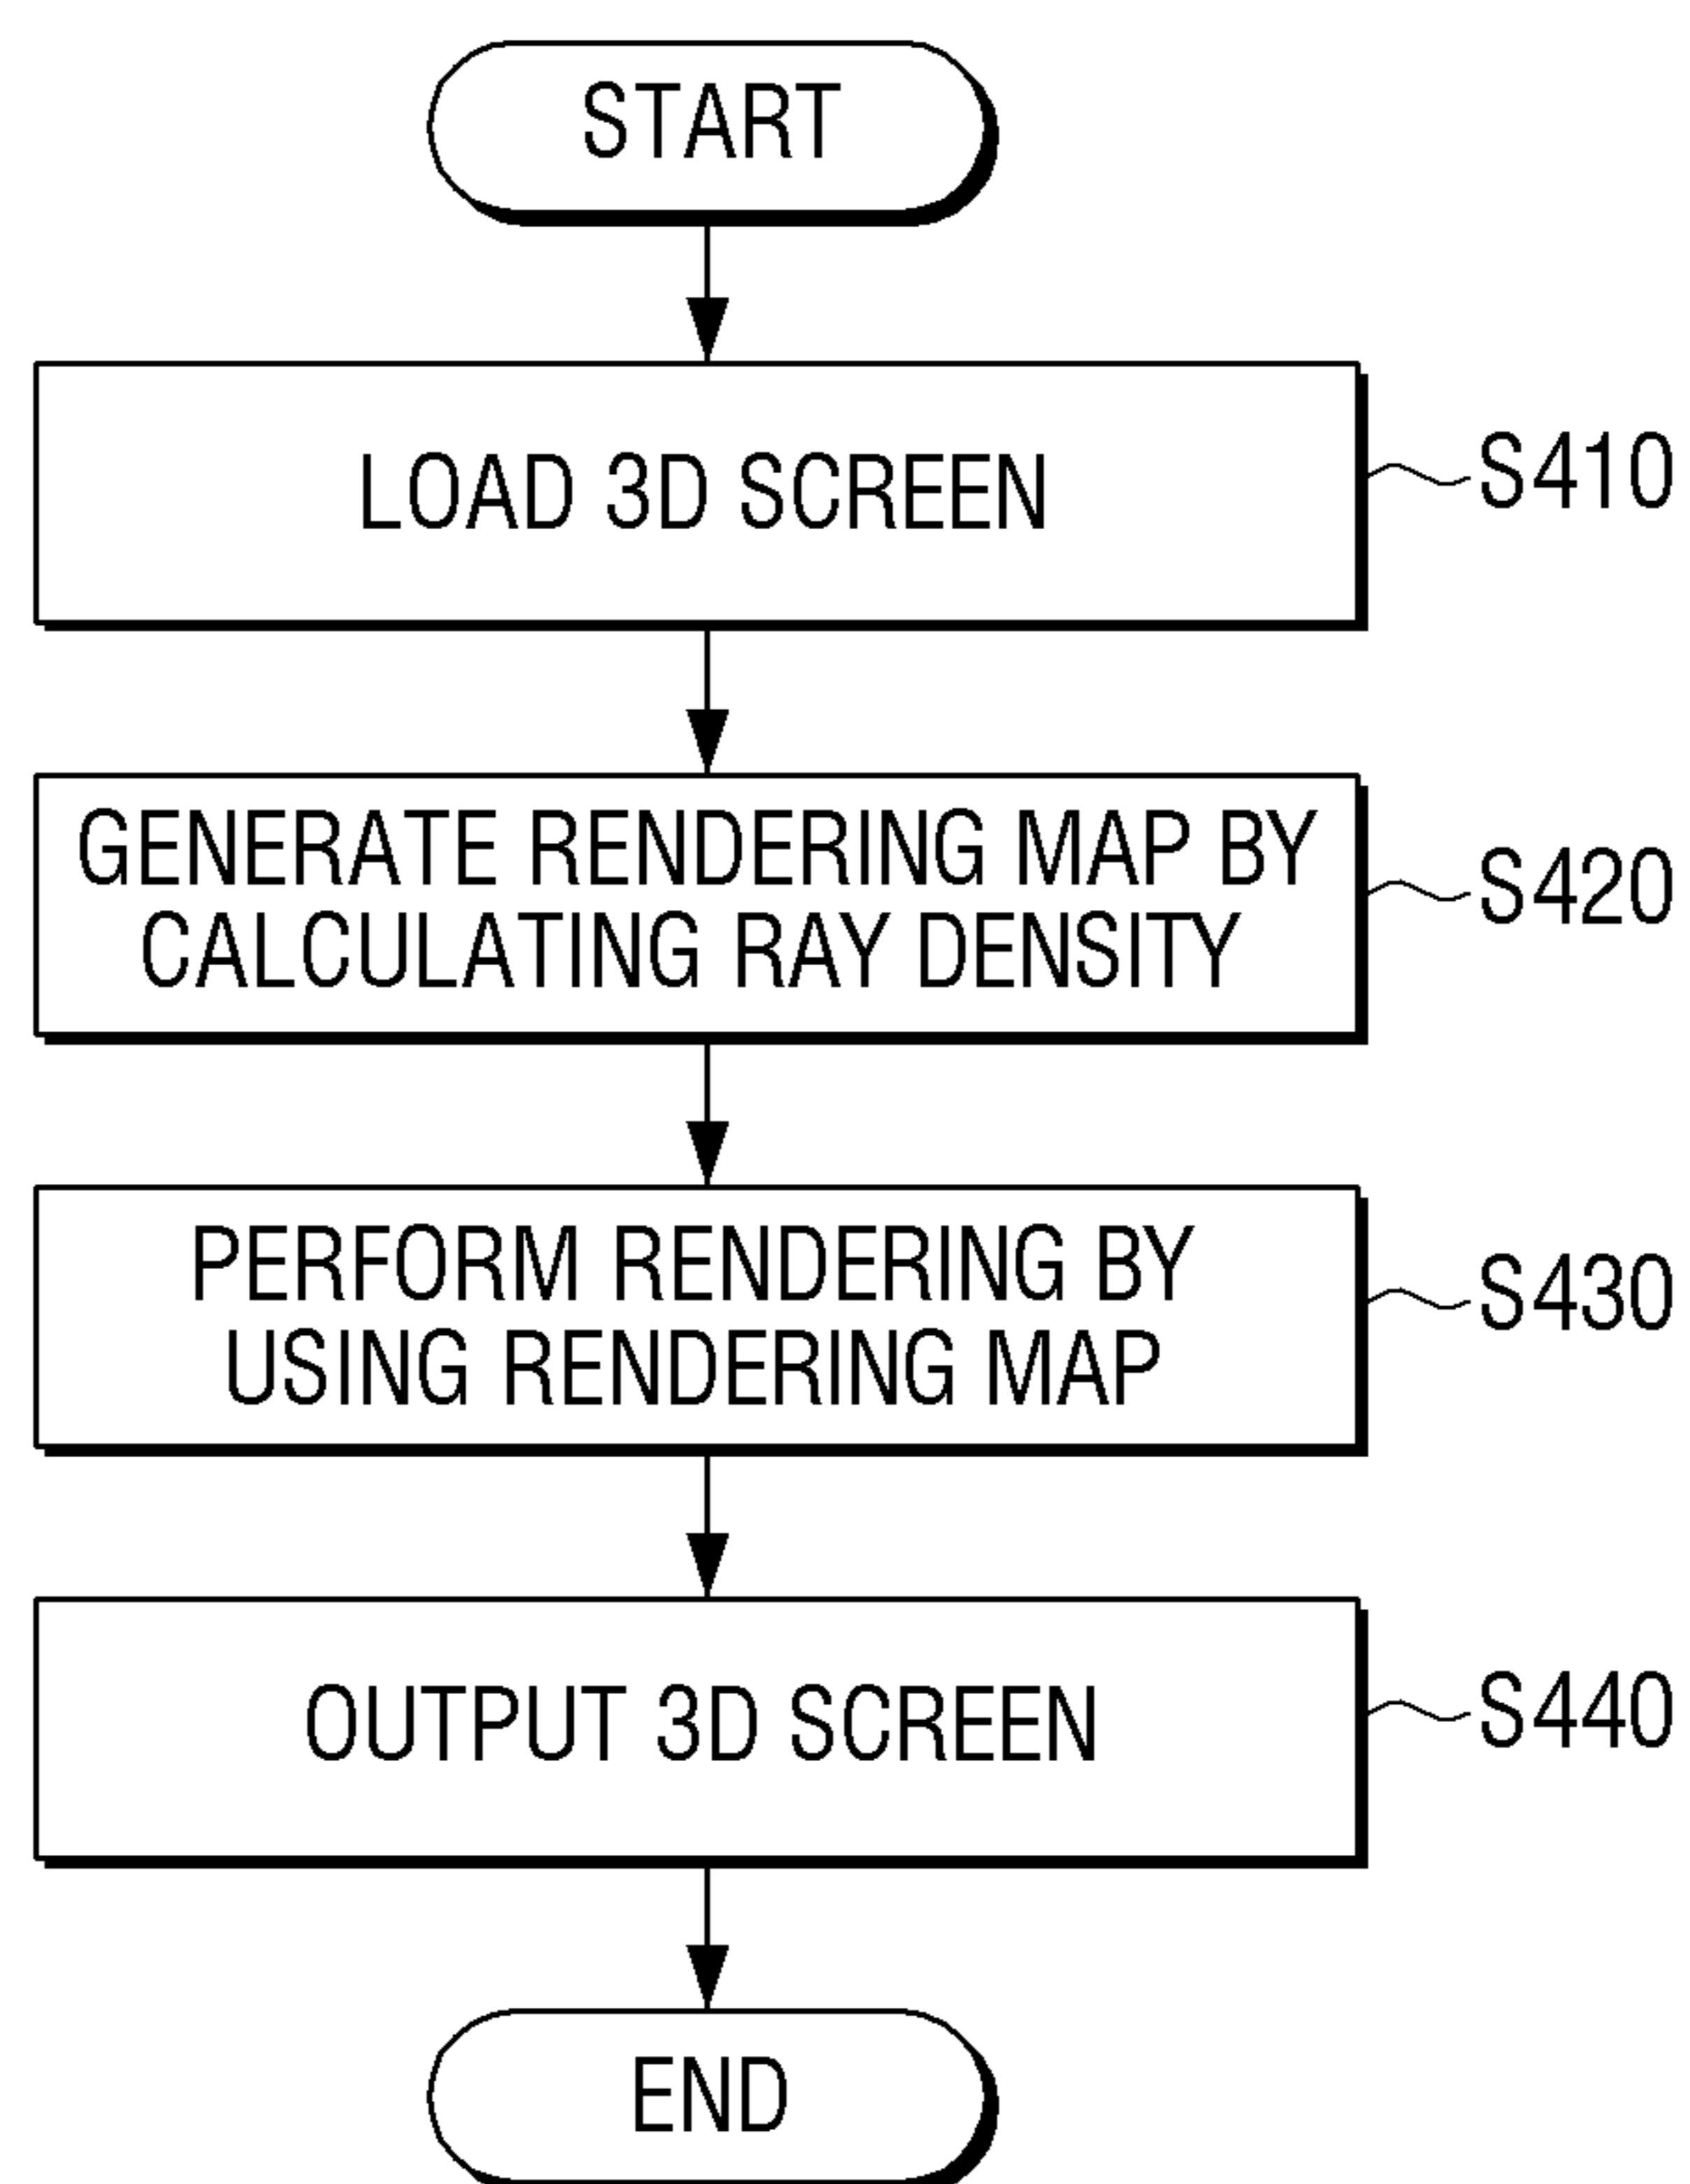 START
LOAD 3D SCREEN
S410
GENERATE RENDERING MAP BY
CALCULATING RAY DENSITY
S420
PERFORM RENDERING BY
USING RENDERING MAP
S430
OUTPUT 3D SCREEN
S440
END